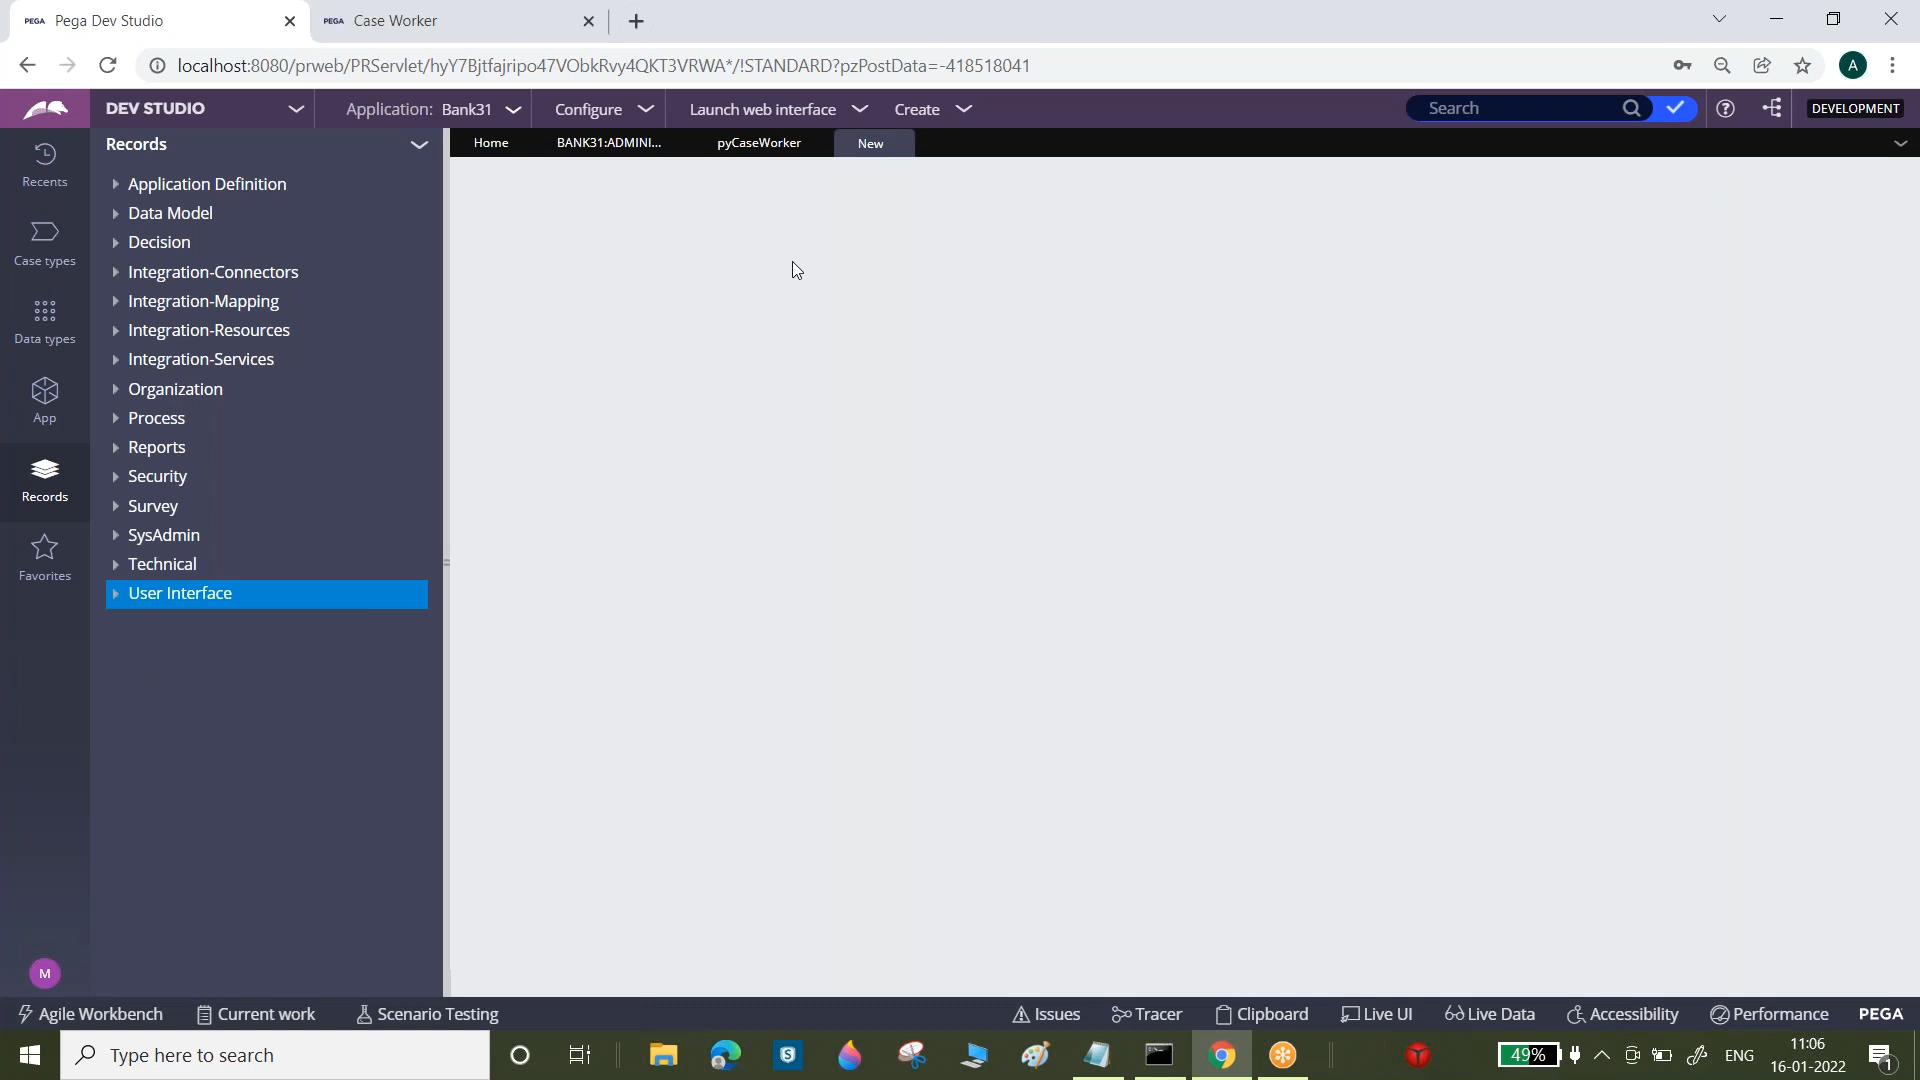 PEGA Pega Dev Studio
PEGA Case Worker
localhost:8080/prweb/PRServlet/hyY7Bjtfajripo47VObkRvy4QKT3VRWA*/!STANDARD?pzPostData=-418518041
A
DEV STUDIO
Application: Bank31
Configure
Launch web interface
Create
Search
DEVELOPMENT
Records
Home
BANK31:ADMINI...
pyCaseWorker
New
Recents
Case types
Data types
App
Records
Favorites
M
Application Definition
Data Model
Decision
Integration-Connectors
Integration-Mapping
Integration-Resources
Integration-Services
Organization
Process
Reports
Security
Survey
SysAdmin
Technical
User Interface
Agile Workbench
Current work
Scenario Testing
Issues
Tracer
Clipboard
Live UI
Live Data
Accessibility
Performance
PEGA
Type here to search
49%
ENG
11:06
16-01-2022
1